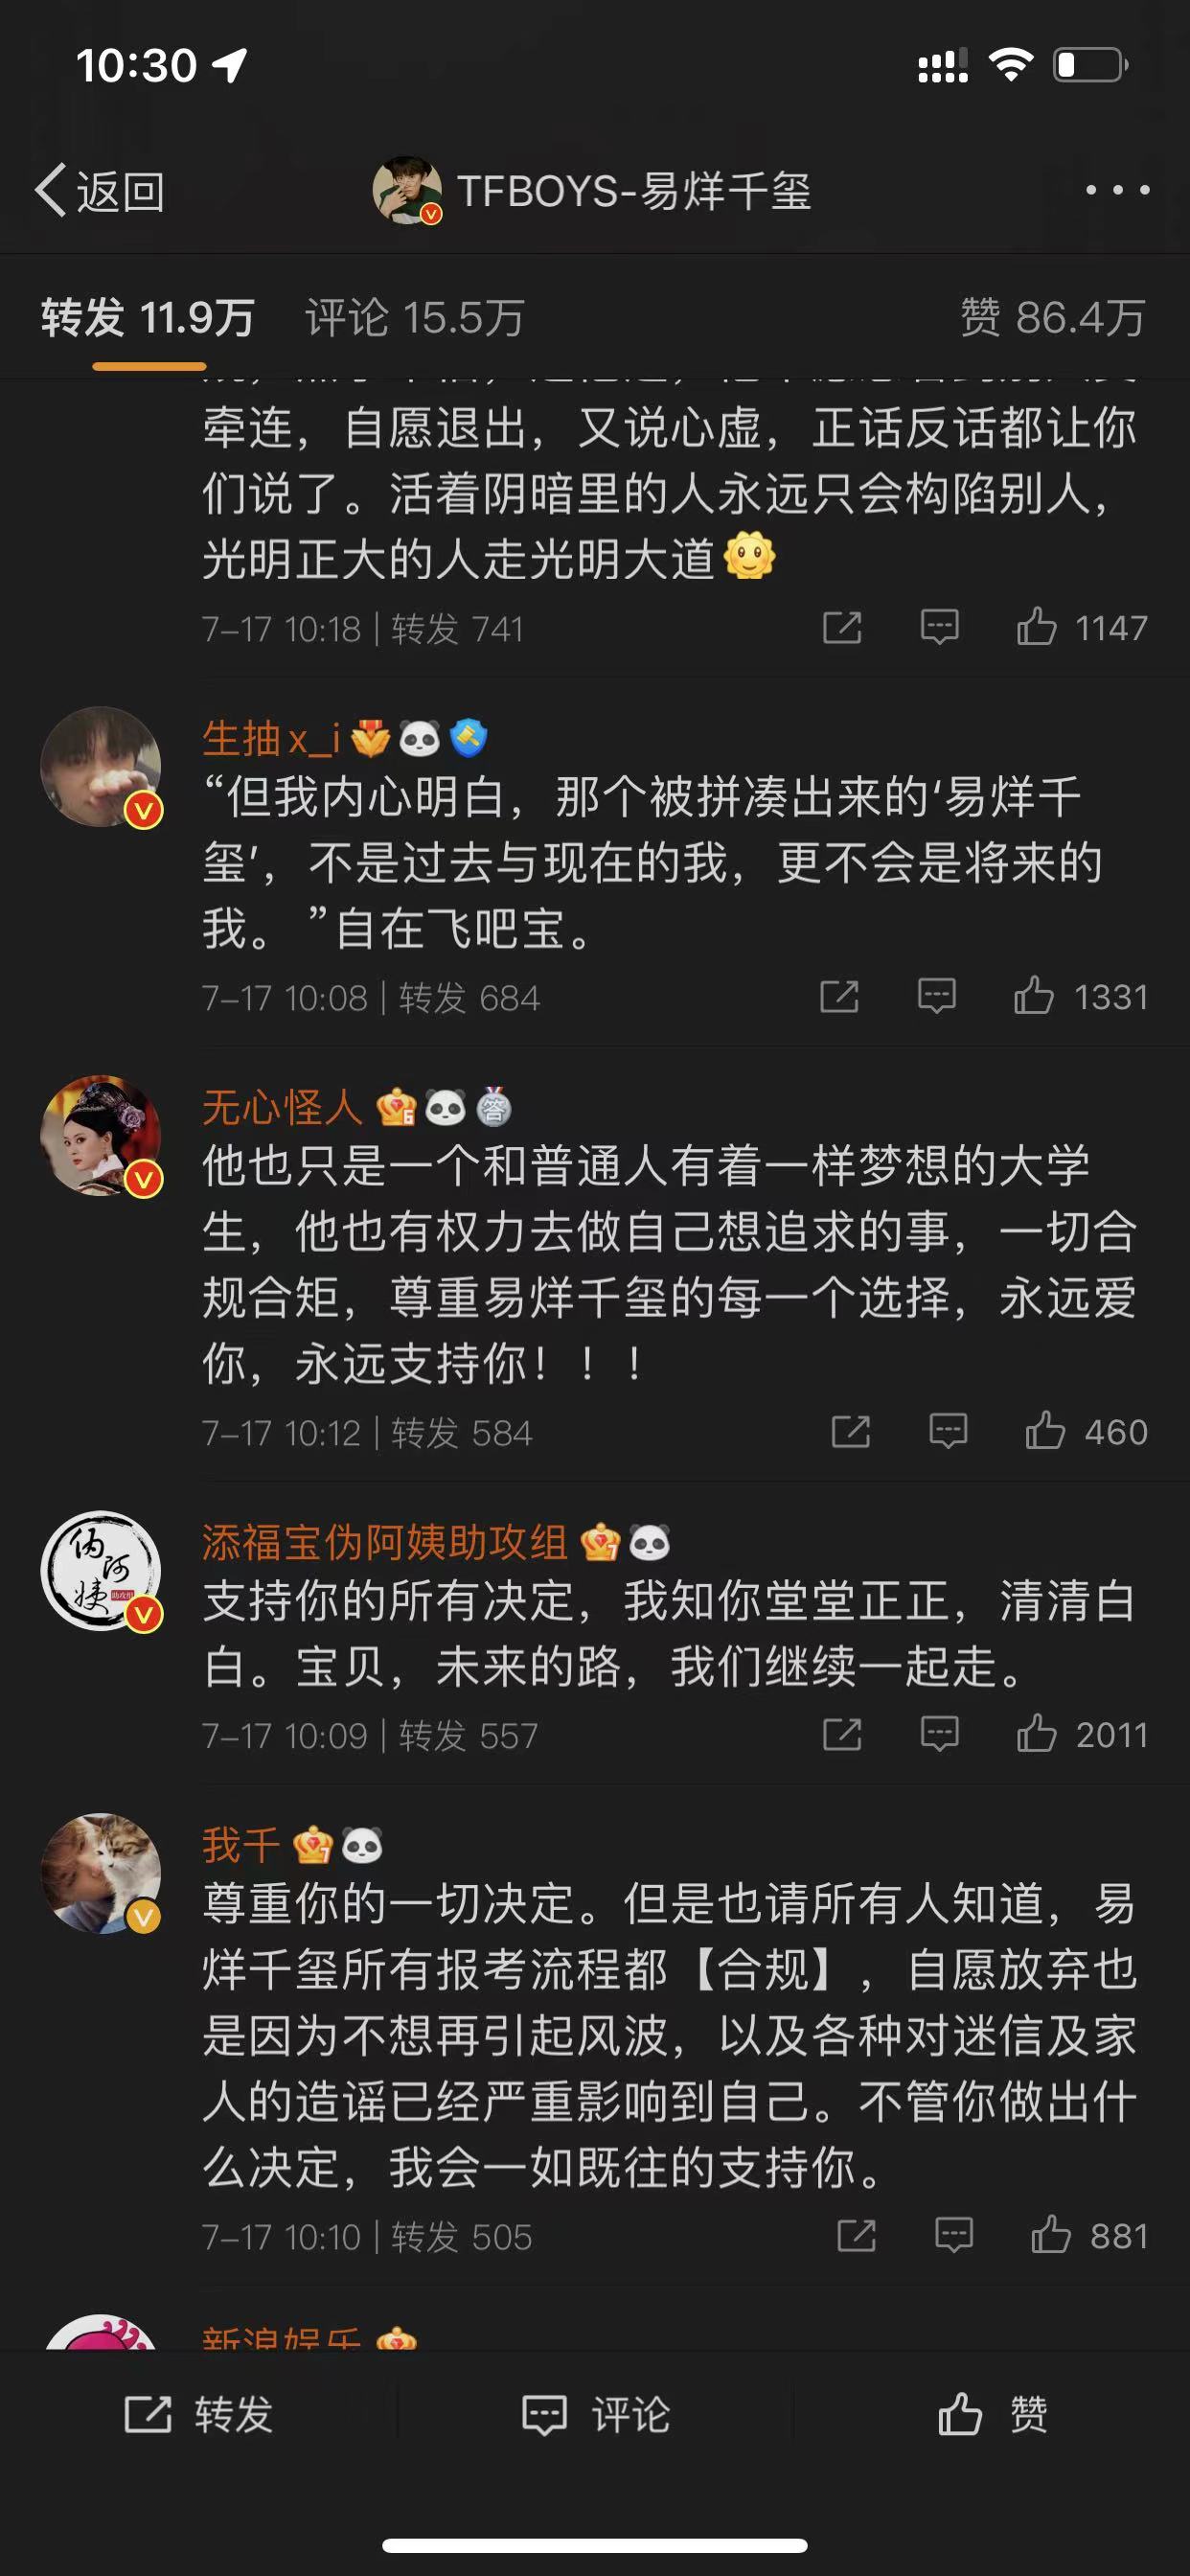 10:30
返回
TFBOYS-易烊千玺
转发 11.9万 评论 15.5万 赞 86.4万
牵连，自愿退出，又说心虚，正话反话都让你
们说了。活着阴暗里的人永远只会构陷别人，
光明正大的人走光明大道
7-17 10:18 | 转发 741 1147
生抽x_i
“但我内心明白，那个被拼凑出来的‘易烊千
玺’，不是过去与现在的我，更不会是将来的
我。”自在飞吧宝。
7-17 10:08 | 转发 684 1331
无心怪人 6 答
他也只是一个和普通人有着一样梦想的大学
生，他也有权力去做自己想追求的事，一切合
规合矩，尊重易烊千玺的每一个选择，永远爱
你，永远支持你！！！
7-17 10:12 | 转发 584 460
伪阿姨
添福宝伪阿姨助攻组 7
支持你的所有决定，我知你堂堂正正，清清白
白。宝贝，未来的路，我们继续一起走。
7-17 10:09 | 转发 557 2011
我千 7
尊重你的一切决定。但是也请所有人知道，易
烊千玺所有报考流程都【合规】，自愿放弃也
是因为不想再引起风波，以及各种对迷信及家
人的造谣已经严重影响到自己。不管你做出什
么决定，我会一如既往的支持你。
7-17 10:10 | 转发 505 881
新浪娱乐
转发 评论 赞